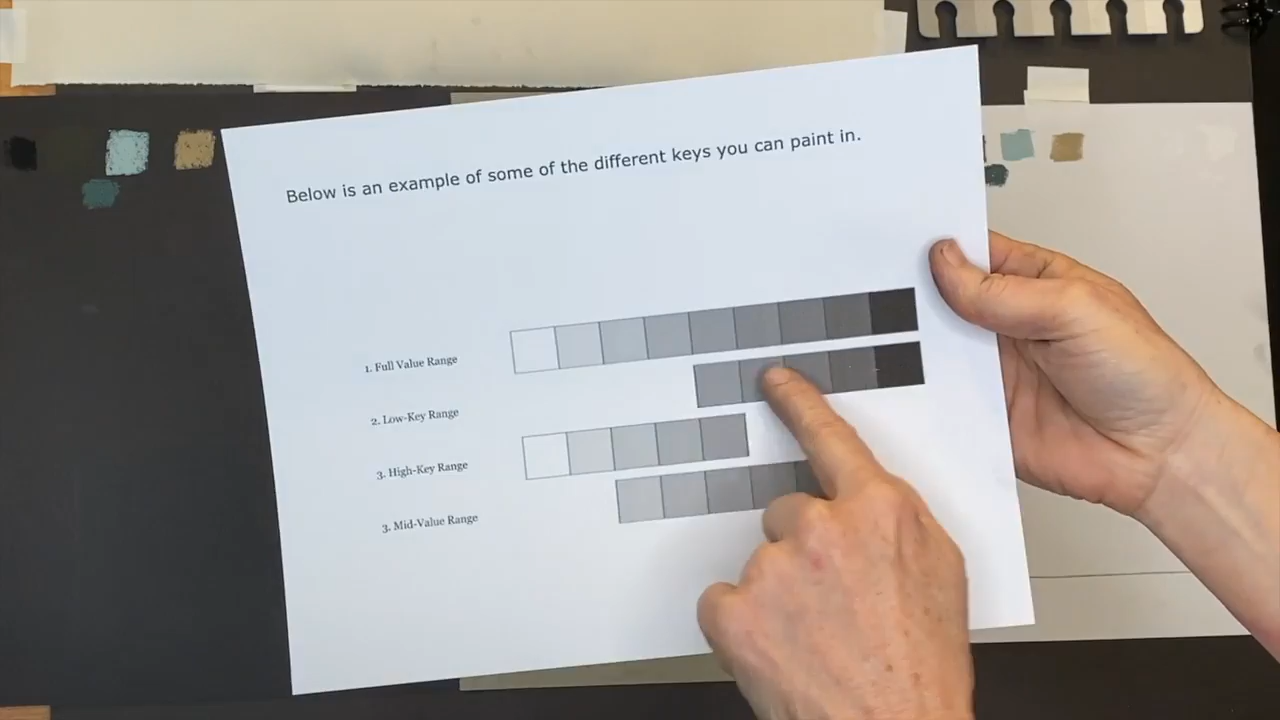 Below is an example of some of the different keys you can paint in.
1. Full Value Range
2. Low-Key Range
3. High-Key Range
3. Mid-Value Range